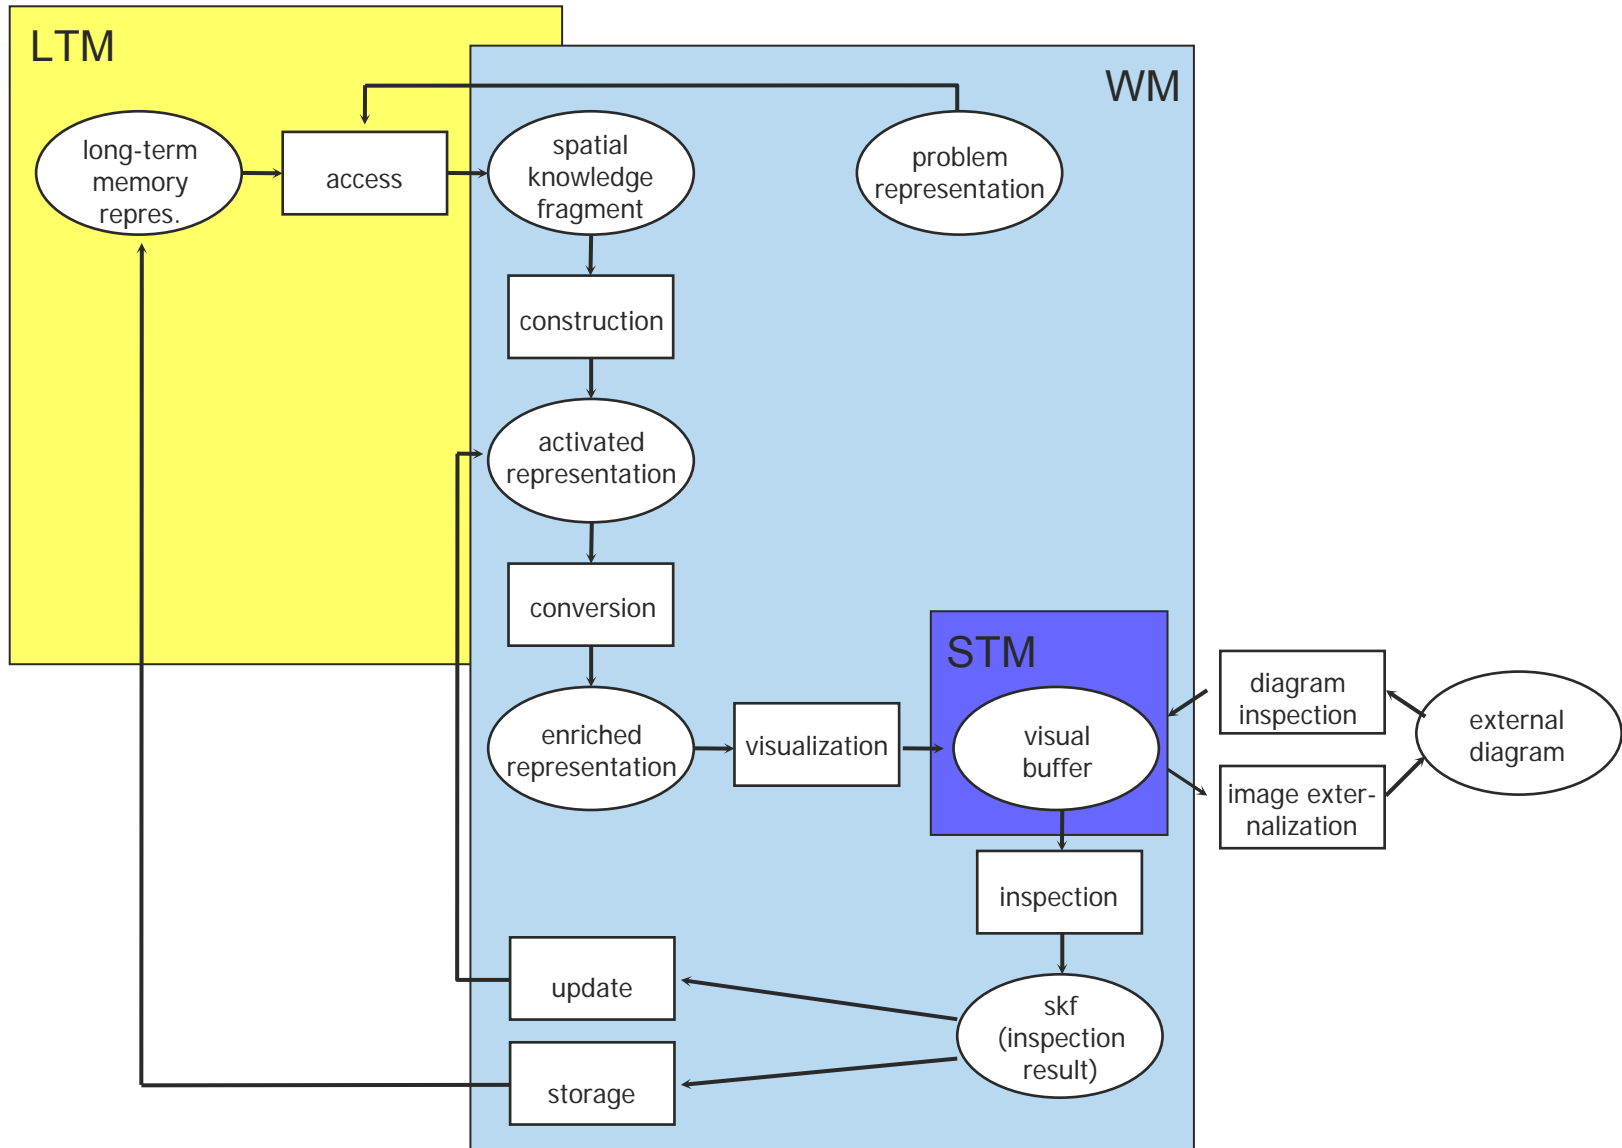 LTM
WM
long-term
memory
repres.
access
spatial
knowledge
fragment
problem
representation
construction
activated
representation
conversion
enriched
representation
visualization
STM
visual
buffer
diagram
inspection
image exter-
nalization
external
diagram
inspection
update
skf
(inspection
result)
storage